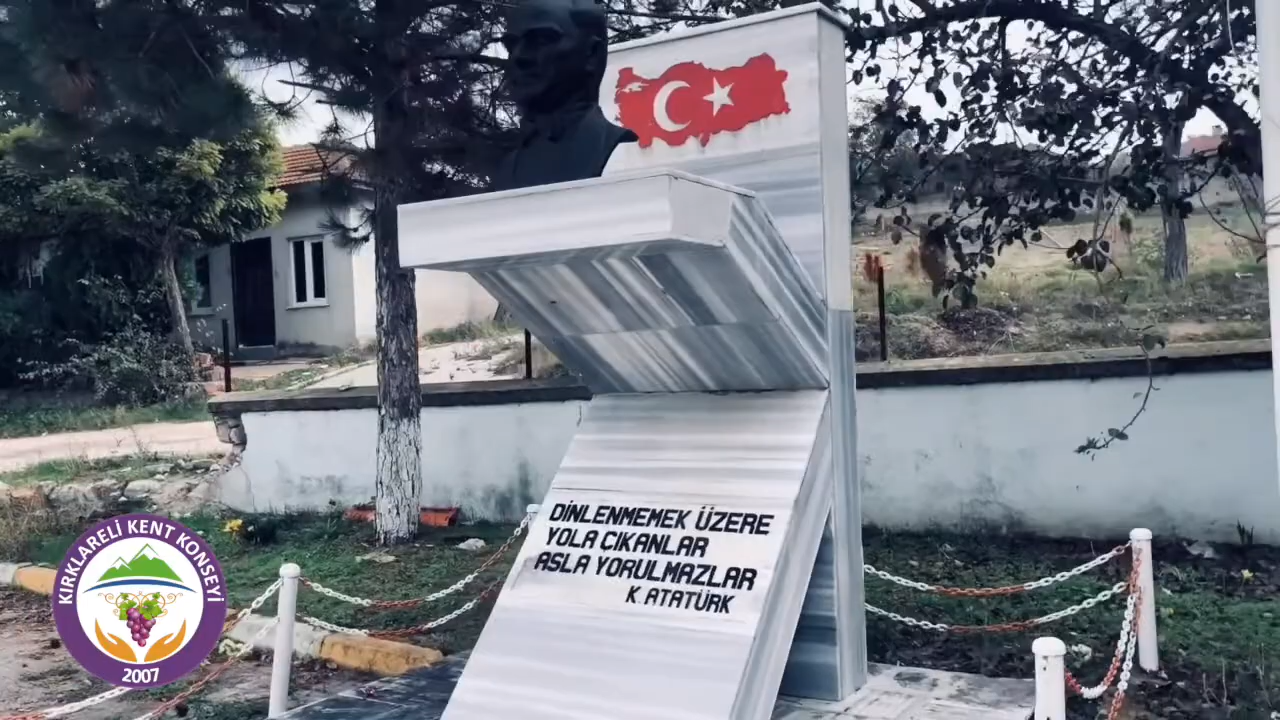 DİNLENMEMEK ÜZERE
YOLA ÇIKANLAR
ASLA YORULMAZLAR
K. ATATÜRK
KIRKLARELİ KENT KONSEYİ
2007